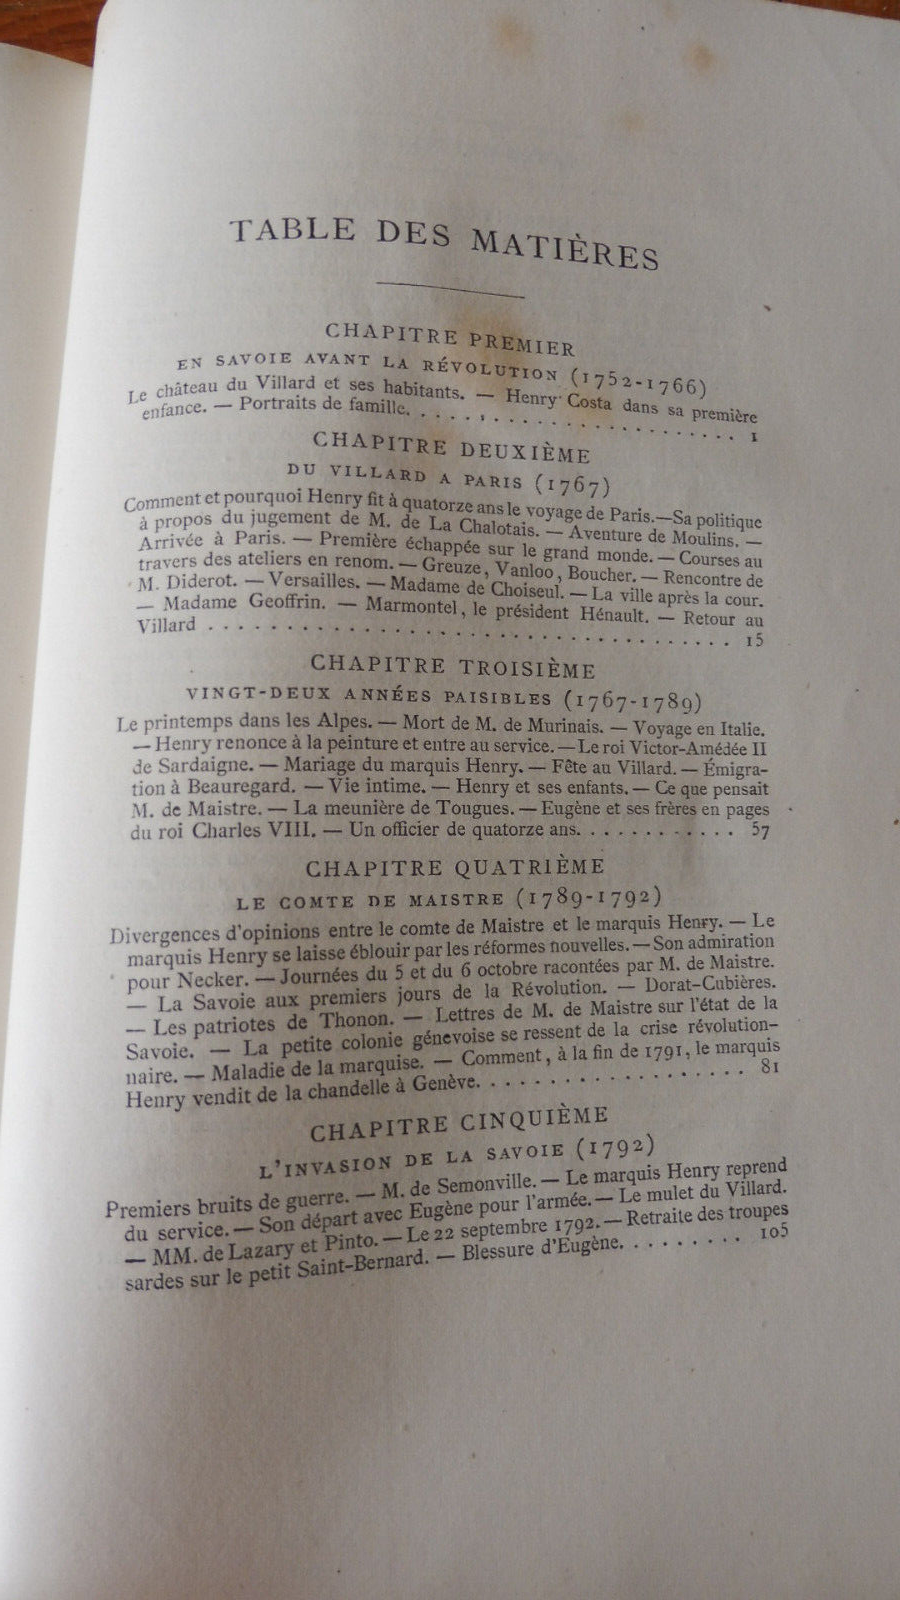 TABLE DES MATIÈRES
CHAPITRE PREMIER
EN SAVOIE AVANT LA RÉVOLUTION (1752-1766)
Le château du Villard et ses habitants. — Henry Costa dans sa première
enfance. — Portraits de famille. . . . . . . . . . . . . . . . . . . . . . . 1
CHAPITRE DEUXIÈME
DU VILLARD A PARIS (1767)
Comment et pourquoi Henry fit à quatorze ans le voyage de Paris. — Sa politique
à propos du jugement de M. de La Chalotais. — Aventure de Moulins. —
Arrivée à Paris. — Première échappée sur le grand monde. — Courses au
travers des ateliers en renom. — Greuze, Vanloo, Boucher. — Rencontre de
M. Diderot. — Versailles. — Madame de Choiseul. — La ville après la cour.
— Madame Geoffrin. — Marmontel, le président Hénault. — Retour au
Villard . . . . . . . . . . . . . . . . . . . . . . . . . . . . . . . . . . 15
CHAPITRE TROISIÈME
VINGT-DEUX ANNÉES PAISIBLES (1767-1789)
Le printemps dans les Alpes. — Mort de M. de Murinais. — Voyage en Italie.
— Henry renonce à la peinture et entre au service. — Le roi Victor-Amédée II
de Sardaigne. — Mariage du marquis Henry. — Fête au Villard. — Émigra-
tion à Beauregard. — Vie intime. — Henry et ses enfants. — Ce que pensait
M. de Maistre. — La meunière de Tougues. — Eugène et ses frères en pages
du roi Charles VIII. — Un officier de quatorze ans. . . . . . . . . . . . 57
CHAPITRE QUATRIÈME
LE COMTE DE MAISTRE (1789-1792)
Divergences d'opinions entre le comte de Maistre et le marquis Henry. — Le
marquis Henry se laisse éblouir par les réformes nouvelles. — Son admiration
pour Necker. — Journées du 5 et du 6 octobre racontées par M. de Maistre.
— La Savoie aux premiers jours de la Révolution. — Dorat-Cubières.
— Les patriotes de Thonon. — Lettres de M. de Maistre sur l'état de la
Savoie. — La petite colonie génevoise se ressent de la crise révolution-
naire. — Maladie de la marquise. — Comment, à la fin de 1791, le marquis
Henry vendit de la chandelle à Genève. . . . . . . . . . . . . . . . . . 81
CHAPITRE CINQUIÈME
L'INVASION DE LA SAVOIE (1792)
Premiers bruits de guerre. — M. de Semonville. — Le marquis Henry reprend
du service. — Son départ avec Eugène pour l'armée. — Le mulet du Villard.
— MM. de Lazary et Pinto. — Le 22 septembre 1792. — Retraite des troupes
sardes sur le petit Saint-Bernard. — Blessure d'Eugène. . . . . . . . . 105